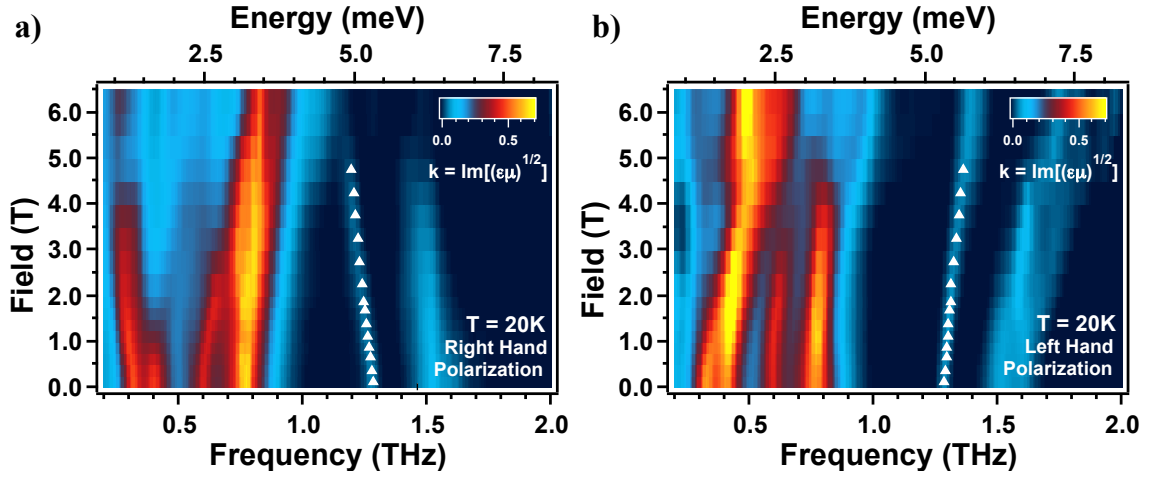 a)
Energy (meV)
2.5 5.0 7.5
6.0
5.0
4.0
3.0
2.0
1.0
0.0
Field (T)
0.0 0.5
k = Im[(εμ)^1/2]
T = 20K
Right Hand
Polarization
0.5 1.0 1.5 2.0
Frequency (THz)
b)
Energy (meV)
2.5 5.0 7.5
6.0
5.0
4.0
3.0
2.0
1.0
0.0
Field (T)
0.0 0.5
k = Im[(εμ)^1/2]
T = 20K
Left Hand
Polarization
0.5 1.0 1.5 2.0
Frequency (THz)